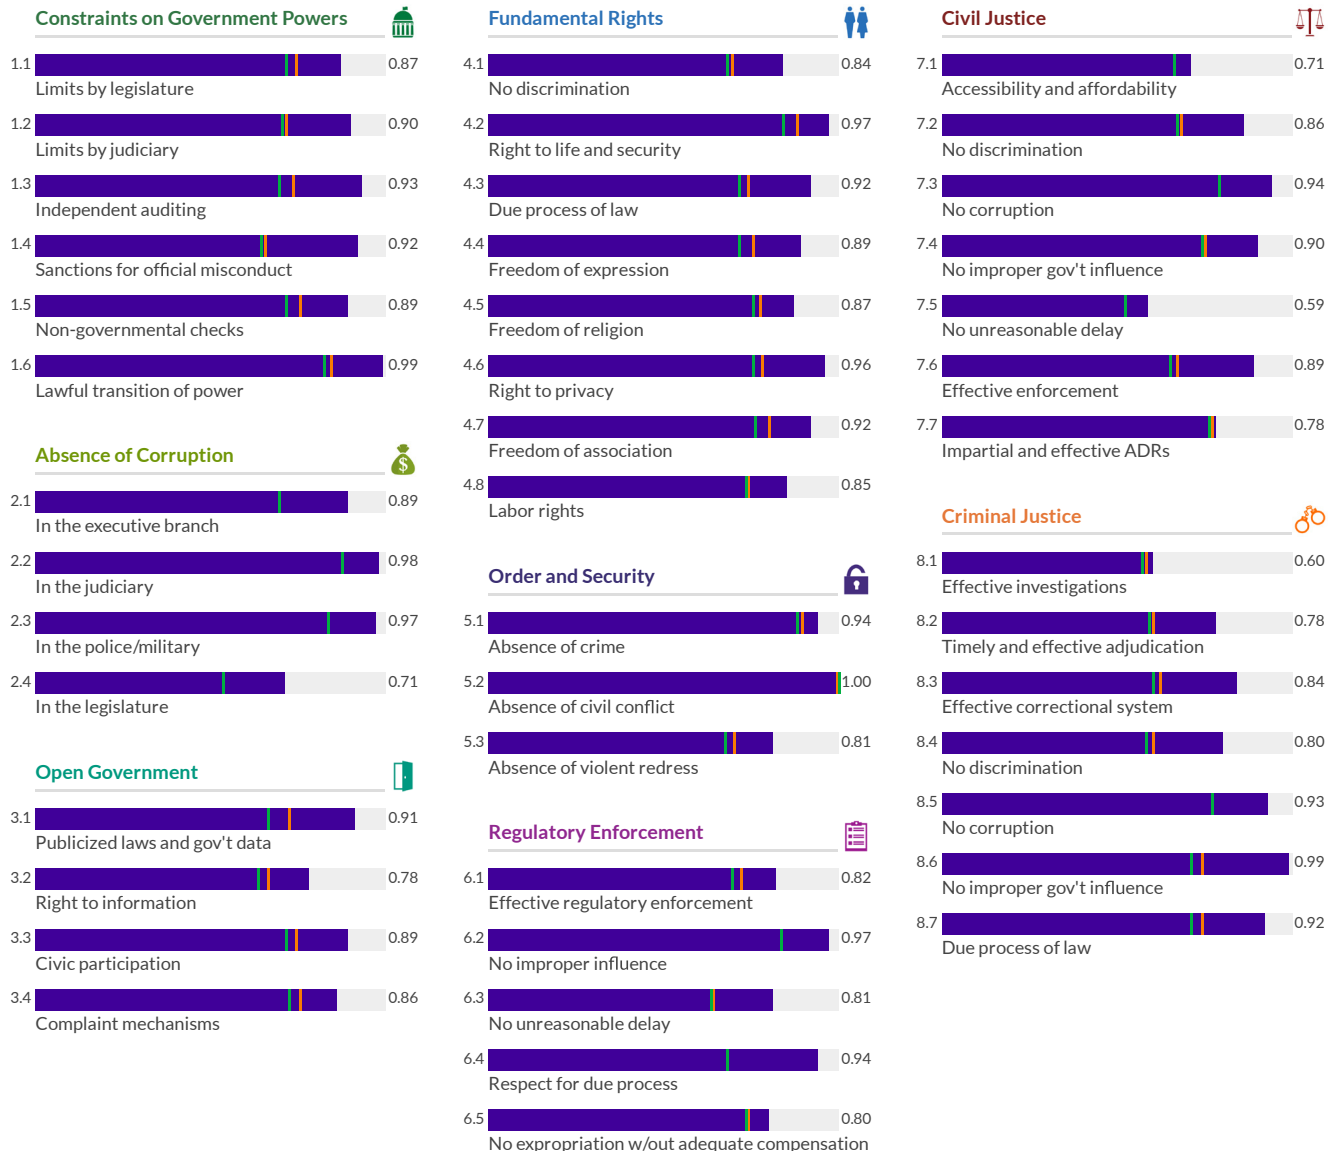 Constraints on Government Powers
1.1 0.87
Limits by legislature
1.2 0.90
Limits by judiciary
1.3 0.93
Independent auditing
1.4 0.92
Sanctions for official misconduct
1.5 0.89
Non-governmental checks
1.6 0.99
Lawful transition of power
Absence of Corruption
$
2.1 0.89
In the executive branch
2.2 0.98
In the judiciary
2.3 0.97
In the police/military
2.4 0.71
In the legislature
Open Government
3.1 0.91
Publicized laws and gov't data
3.2 0.78
Right to information
3.3 0.89
Civic participation
3.4 0.86
Complaint mechanisms
Fundamental Rights
4.1 0.84
No discrimination
4.2 0.97
Right to life and security
4.3 0.92
Due process of law
4.4 0.89
Freedom of expression
4.5 0.87
Freedom of religion
4.6 0.96
Right to privacy
4.7 0.92
Freedom of association
4.8 0.85
Labor rights
Order and Security
5.1 0.94
Absence of crime
5.2 1.00
Absence of civil conflict
5.3 0.81
Absence of violent redress
Regulatory Enforcement
6.1 0.82
Effective regulatory enforcement
6.2 0.97
No improper influence
6.3 0.81
No unreasonable delay
6.4 0.94
Respect for due process
6.5 0.80
No expropriation w/out adequate compensation
Civil Justice
7.1 0.71
Accessibility and affordability
7.2 0.86
No discrimination
7.3 0.94
No corruption
7.4 0.90
No improper gov't influence
7.5 0.59
No unreasonable delay
7.6 0.89
Effective enforcement
7.7 0.78
Impartial and effective ADRs
Criminal Justice
8.1 0.60
Effective investigations
8.2 0.78
Timely and effective adjudication
8.3 0.84
Effective correctional system
8.4 0.80
No discrimination
8.5 0.93
No corruption
8.6 0.99
No improper gov't influence
8.7 0.92
Due process of law